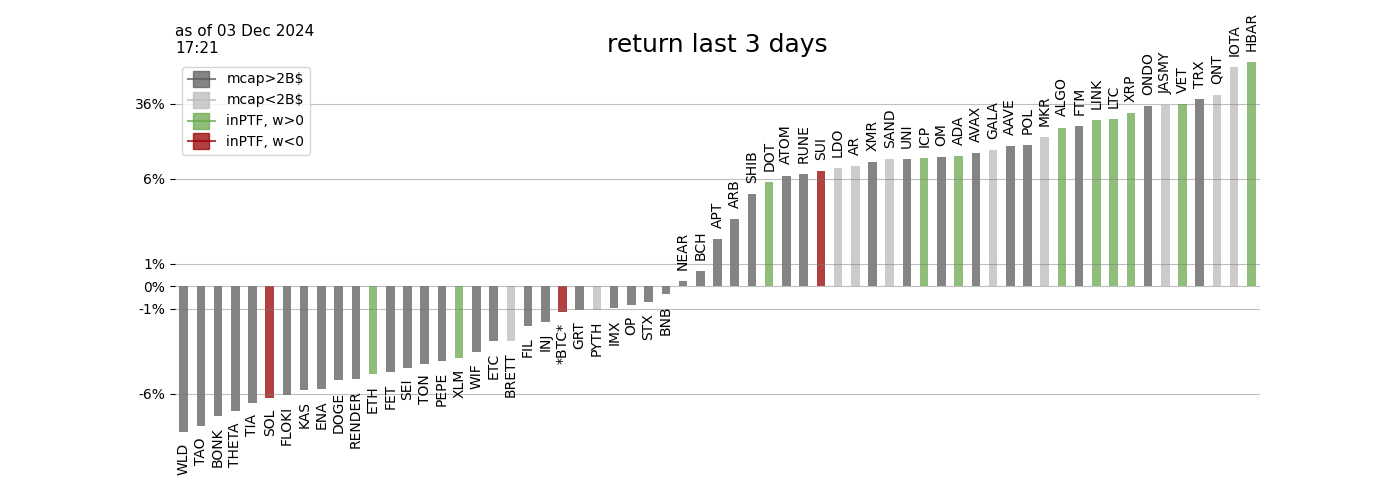 as of 03 Dec 2024
17:21
return last 3 days
mcap>2B$
mcap<2B$
inPTF, w>0
inPTF, w<0
36%
6%
1%
0%
-1%
-6%
WLD
TAO
BONK
THETA
TIA
SOL
FLOKI
KAS
ENA
DOGE
RENDER
ETH
FET
SEI
TON
PEPE
XLM
WIF
ETC
BRETT
FIL
INJ
*BTC*
GRT
PYTH
IMX
OP
STX
BNB
NEAR
BCH
APT
ARB
SHIB
DOT
ATOM
RUNE
SUI
LDO
AR
XMR
SAND
UNI
ICP
OM
ADA
AVAX
GALA
AAVE
POL
MKR
ALGO
FTM
LINK
LTC
XRP
ONDO
JASMY
VET
TRX
QNT
IOTA
HBAR